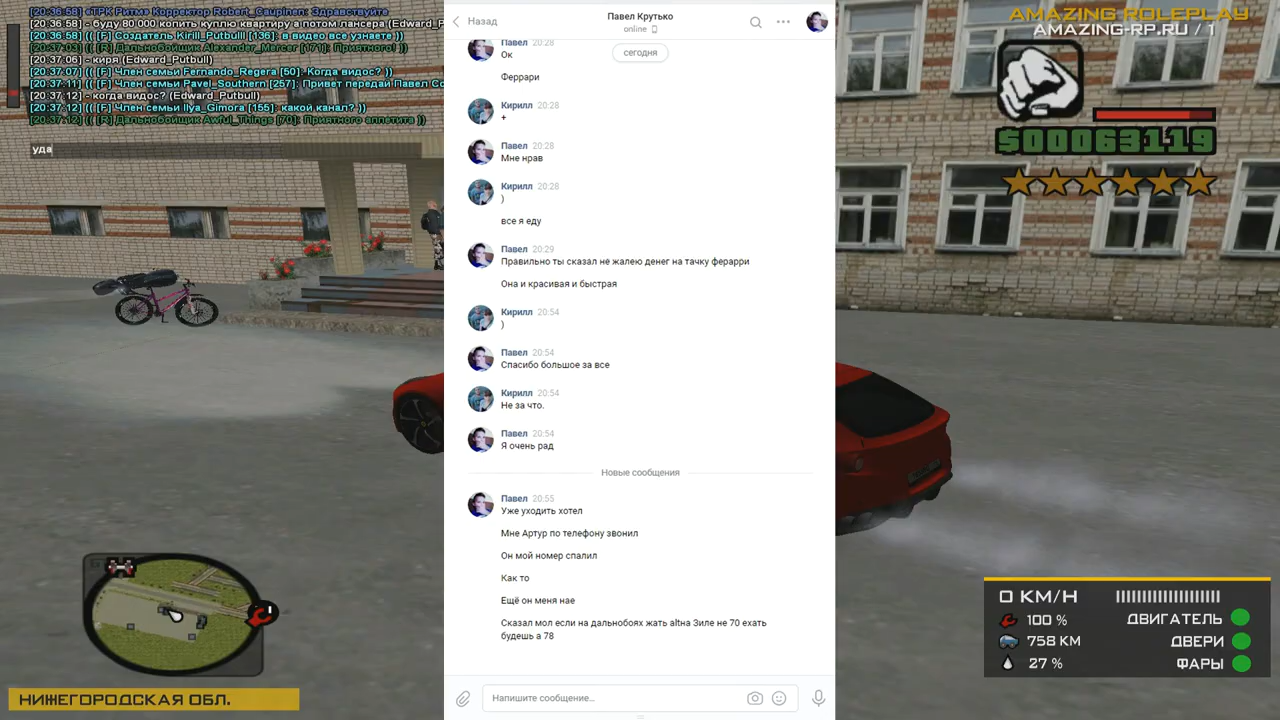 [20:36:58] <ТРК Ритм> Корректор Robert_Caupinen: Здравствуйте
[20:36:58] - буду 80 000 копить куплю квартиру а потом лансера (Edward_P
[20:36:58] (( [F] Создатель Kirill_Putbull [136]: в видео все узнаете ))
[20:37:03] (( [R] Дальнобойщик Alexander_Mercer [171]: Приятного! ))
[20:37:06] - киря (Edward_Putbull)
[20:37:07] (( [F] Член семьи Fernando_Regera [50]: Когда видос? ))
[20:37:11] (( [F] Член семьи Pavel_Southern [257]: Привет передай Павел Со
[20:37:12] - когда видос? (Edward_Putbull)
[20:37:12] (( [F] Член семьи Ilya_Gimora [155]: какой канал? ))
[20:37:12] (( [R] Дальнобойщик Awful_Things [70]: Приятного аппетита ))
уда
Назад
Павел Крутько
online
сегодня
Павел 20:28
Ок
Феррари
Кирилл 20:28
+
Павел 20:28
Мне нрав
Кирилл 20:28
)
все я еду
Павел 20:29
Правильно ты сказал не жалею денег на тачку ферарри
Она и красивая и быстрая
Кирилл 20:54
)
Павел 20:54
Спасибо большое за все
Кирилл 20:54
Не за что.
Павел 20:54
Я очень рад
Новые сообщения
Павел 20:55
Уже уходить хотел
Мне Артур по телефону звонил
Он мой номер спалил
Как то
Ещё он меня нае
Сказал мол если на дальнобоях жать altна Зиле не 70 ехать
будешь а 78
Напишите сообщение...
AMAZING ROLEPLAY
AMAZING-RP.RU / 1
$00063119
0 KM/H
100 %
ДВИГАТЕЛЬ
758 KM
ДВЕРИ
27 %
ФАРЫ
НИЖЕГОРОДСКАЯ ОБЛ.